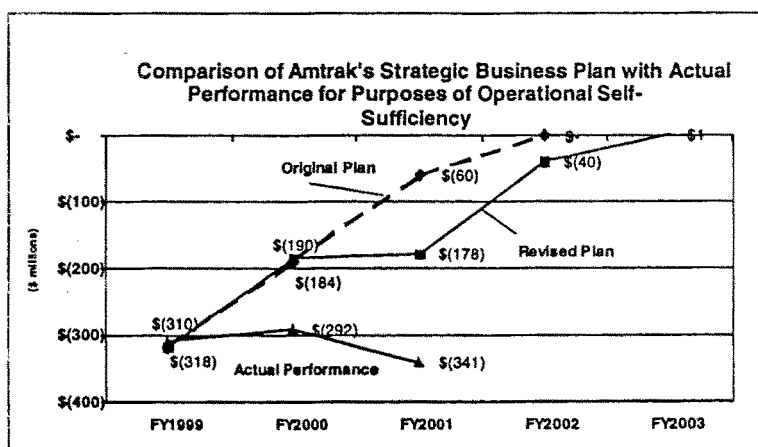 Comparison of Amtrak's Strategic Business Plan with Actual
Performance for Purposes of Operational Self-
Sufficiency
$-
$(100)
$(200)
$(300)
$(400)
($ millions)
Original Plan
$-
$1
$(60)
$(40)
$(190)
$(184)
$(178)
Revised Plan
$(310)
$(318)
$(292)
$(341)
Actual Performance
FY1999 FY2000 FY2001 FY2002 FY2003